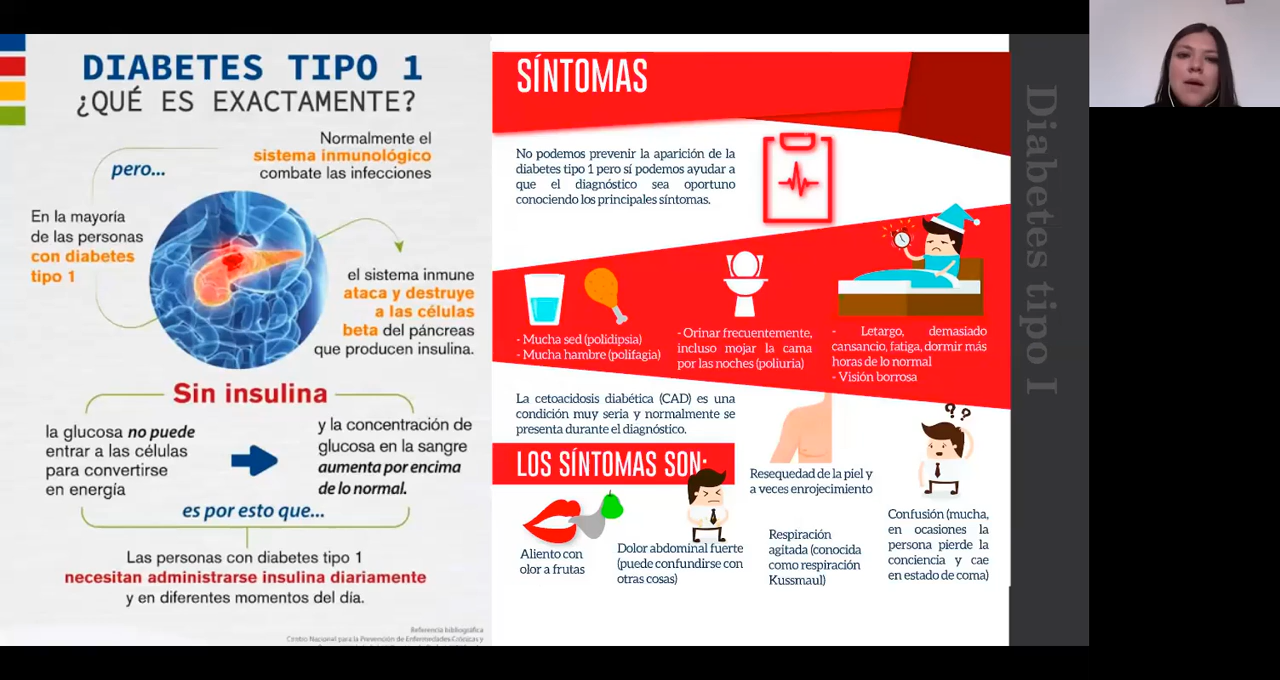 DIABETES TIPO 1
¿QUÉ ES EXACTAMENTE?
Normalmente el
sistema inmunológico
combate las infecciones
pero...
En la mayoría
de las personas
con diabetes
tipo 1
el sistema inmune
ataca y destruye
a las células
beta del páncreas
que producen insulina.
Sin insulina
la glucosa no puede
entrar a las células
para convertirse
en energía
y la concentración de
glucosa en la sangre
aumenta por encima
de lo normal.
es por esto que...
Las personas con diabetes tipo 1
necesitan administrarse insulina diariamente
y en diferentes momentos del día.
Referencia bibliográfica
Centro Nacional para la Prevención de Enfermedades Crónicas y
SÍNTOMAS
No podemos prevenir la aparición de la
diabetes tipo 1 pero sí podemos ayudar a
que el diagnóstico sea oportuno
conociendo los principales síntomas.
- Mucha sed (polidipsia)
- Mucha hambre (polifagia)
- Orinar frecuentemente,
incluso mojar la cama
por las noches (poliuria)
- Letargo, demasiado
cansancio, fatiga, dormir más
horas de lo normal
- Visión borrosa
La cetoacidosis diabética (CAD) es una
condición muy seria y normalmente se
presenta durante el diagnóstico.
LOS SÍNTOMAS SON:
Aliento con
olor a frutas
Dolor abdominal fuerte
(puede confundirse con
otras cosas)
Resequedad de la piel y
a veces enrojecimiento
Respiración
agitada (conocida
como respiración
Kussmaul)
??
Confusión (mucha,
en ocasiones la
persona pierde la
conciencia y cae
en estado de coma)
Diabetes tipo I